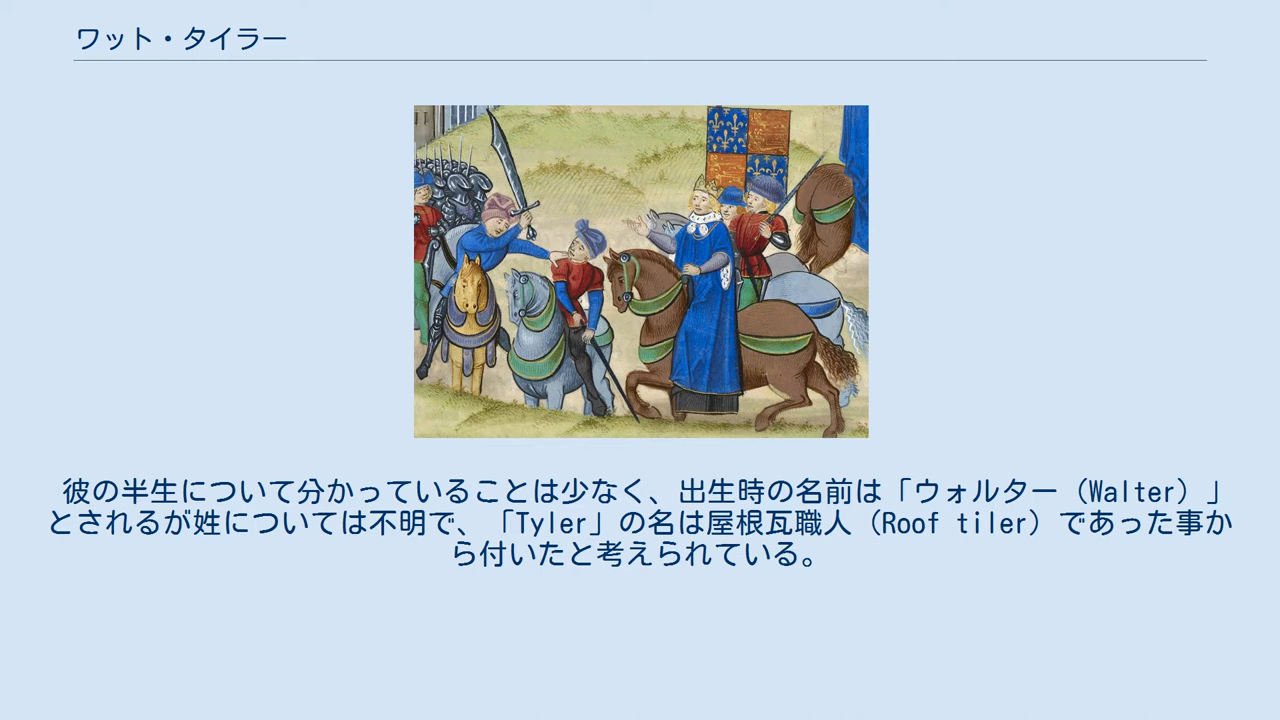 ワット・タイラー
彼の半生について分かっていることは少なく、出生時の名前は「ウォルター（Walter）」
とされるが姓については不明で、「Tyler」の名は屋根瓦職人（Roof tiler）であった事か
ら付いたと考えられている。